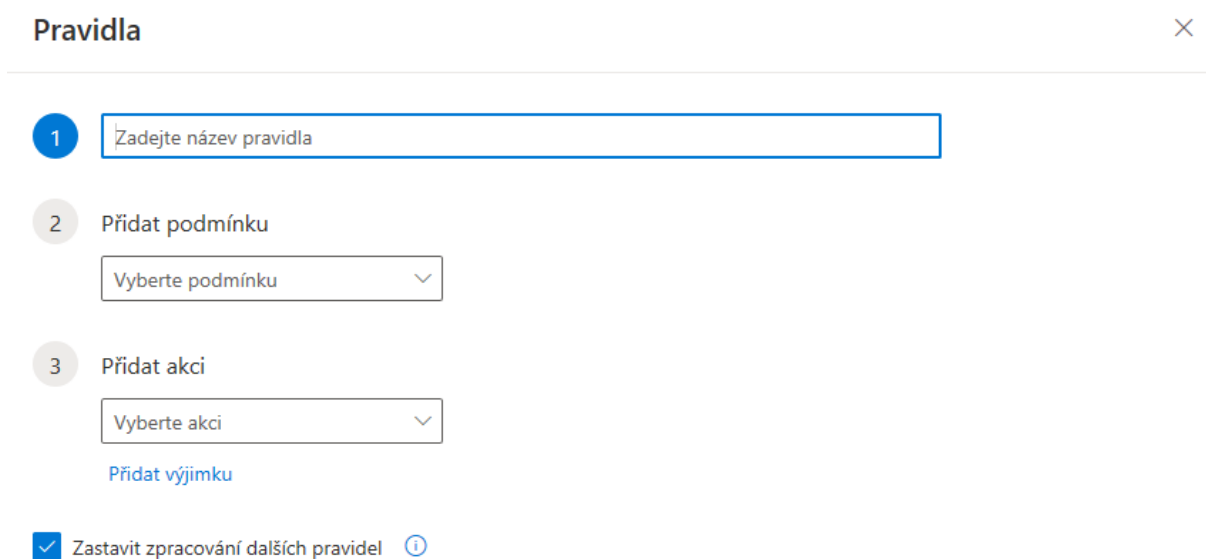 Pravidla
1 Zadejte název pravidla
2 Přidat podmínku
Vyberte podmínku
3 Přidat akci
Vyberte akci
Přidat výjimku
Zastavit zpracování dalších pravidel